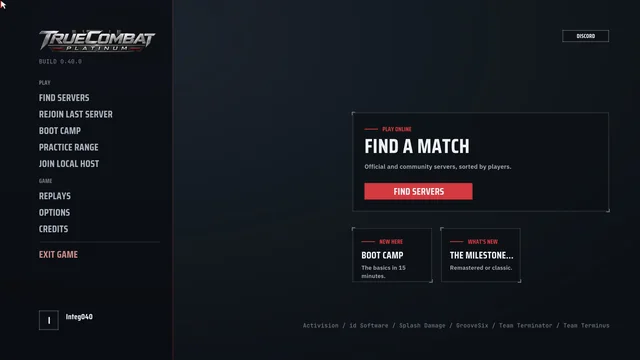 TRUECOMBAT
PLATINUM
BUILD 0.40.0
PLAY
FIND SERVERS
REJOIN LAST SERVER
BOOT CAMP
PRACTICE RANGE
JOIN LOCAL HOST
GAME
REPLAYS
OPTIONS
CREDITS
EXIT GAME
I
Integ040
DISCORD
PLAY ONLINE
FIND A MATCH
Official and community servers, sorted by players.
FIND SERVERS
NEW HERE
BOOT CAMP
The basics in 15
minutes.
WHAT'S NEW
THE MILESTONE...
Remastered or classic.
Activision / id Software / Splash Damage / GrooveSix / Team Terminator / Team Terminus